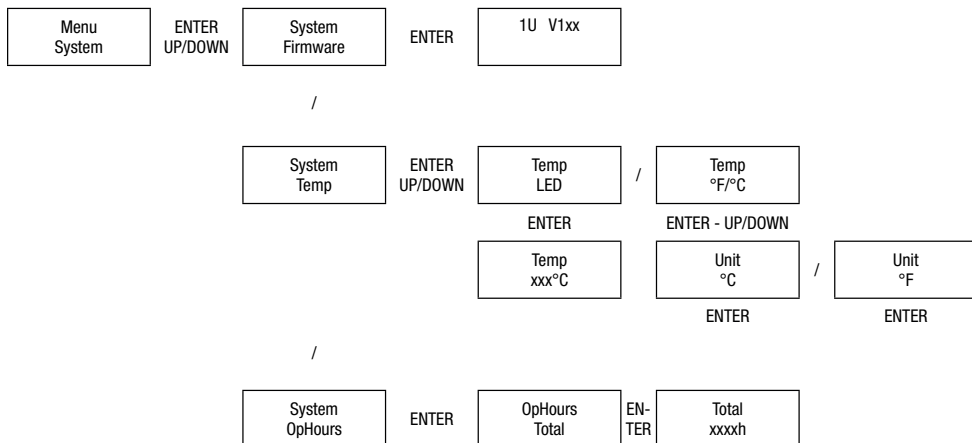 Menu
System
ENTER
UP/DOWN
System
Firmware
ENTER
1U V1xx
/
System
Temp
ENTER
UP/DOWN
Temp
LED
/
Temp
°F/°C
ENTER
ENTER - UP/DOWN
Temp
xxx°C
Unit
°C
/
Unit
°F
ENTER
ENTER
/
System
OpHours
ENTER
OpHours
Total
EN-
TER
Total
xxxxh